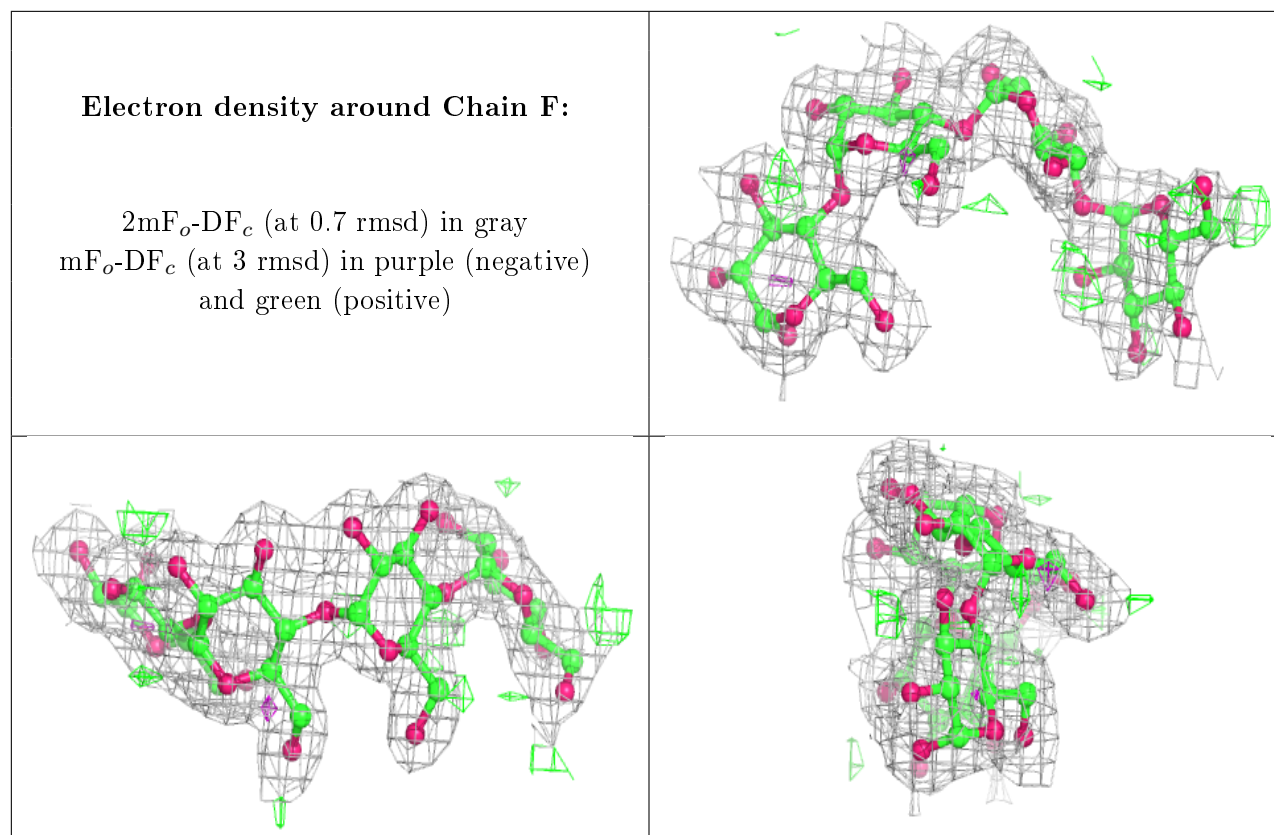 Electron density around Chain F:
2mFₒ-DF𝒸 (at 0.7 rmsd) in gray
mFₒ-DF𝒸 (at 3 rmsd) in purple (negative)
and green (positive)